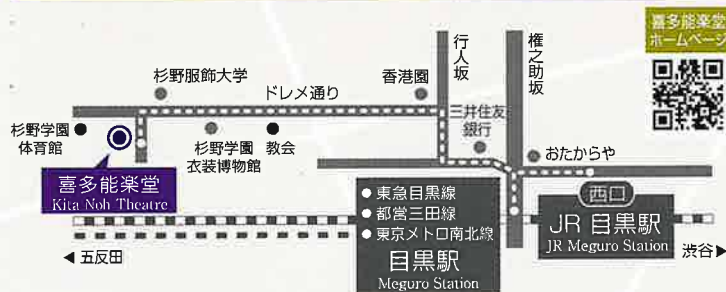 喜多能楽堂
ホームページ
行人坂
権之助坂
杉野服飾大学
ドレメ通り
香港園
三井住友
銀行
おたからや
杉野学園
体育館
杉野学園
衣装博物館
教会
喜多能楽堂
Kita Noh Theatre
東急目黒線
都営三田線
東京メトロ南北線
目黒駅
Meguro Station
西口
JR 目黒駅
JR Meguro Station
◀ 五反田
渋谷▶